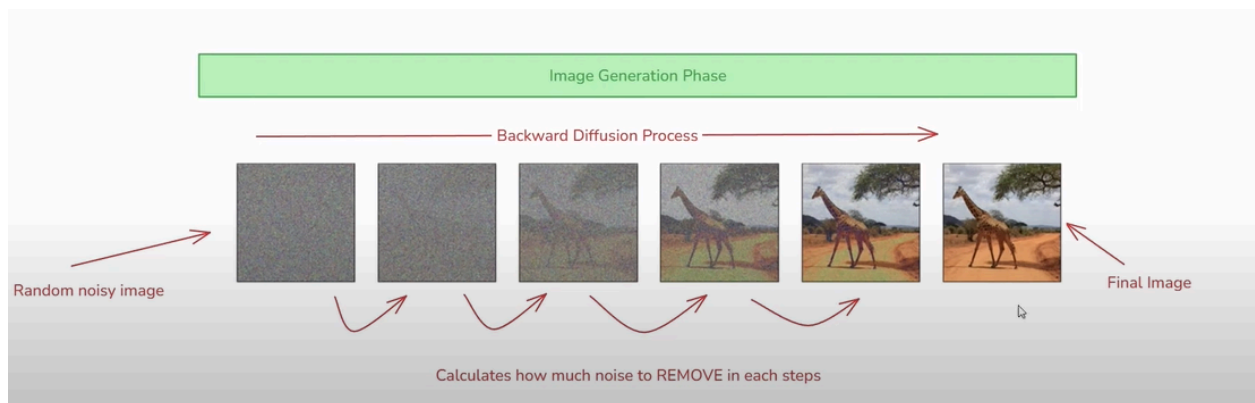 Image Generation Phase
Backward Diffusion Process
Random noisy image
Final Image
Calculates how much noise to REMOVE in each steps